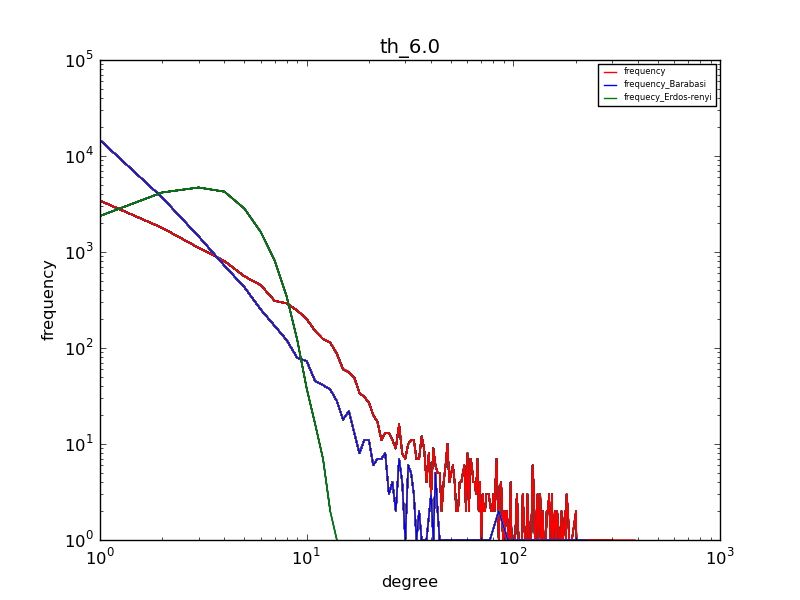 th_6.0
frequency
frequency_Barabasi
frequecy_Erdos-renyi
10^5
10^4
10^3
10^2
10^1
10^0
frequency
10^0 10^1 10^2 10^3
degree